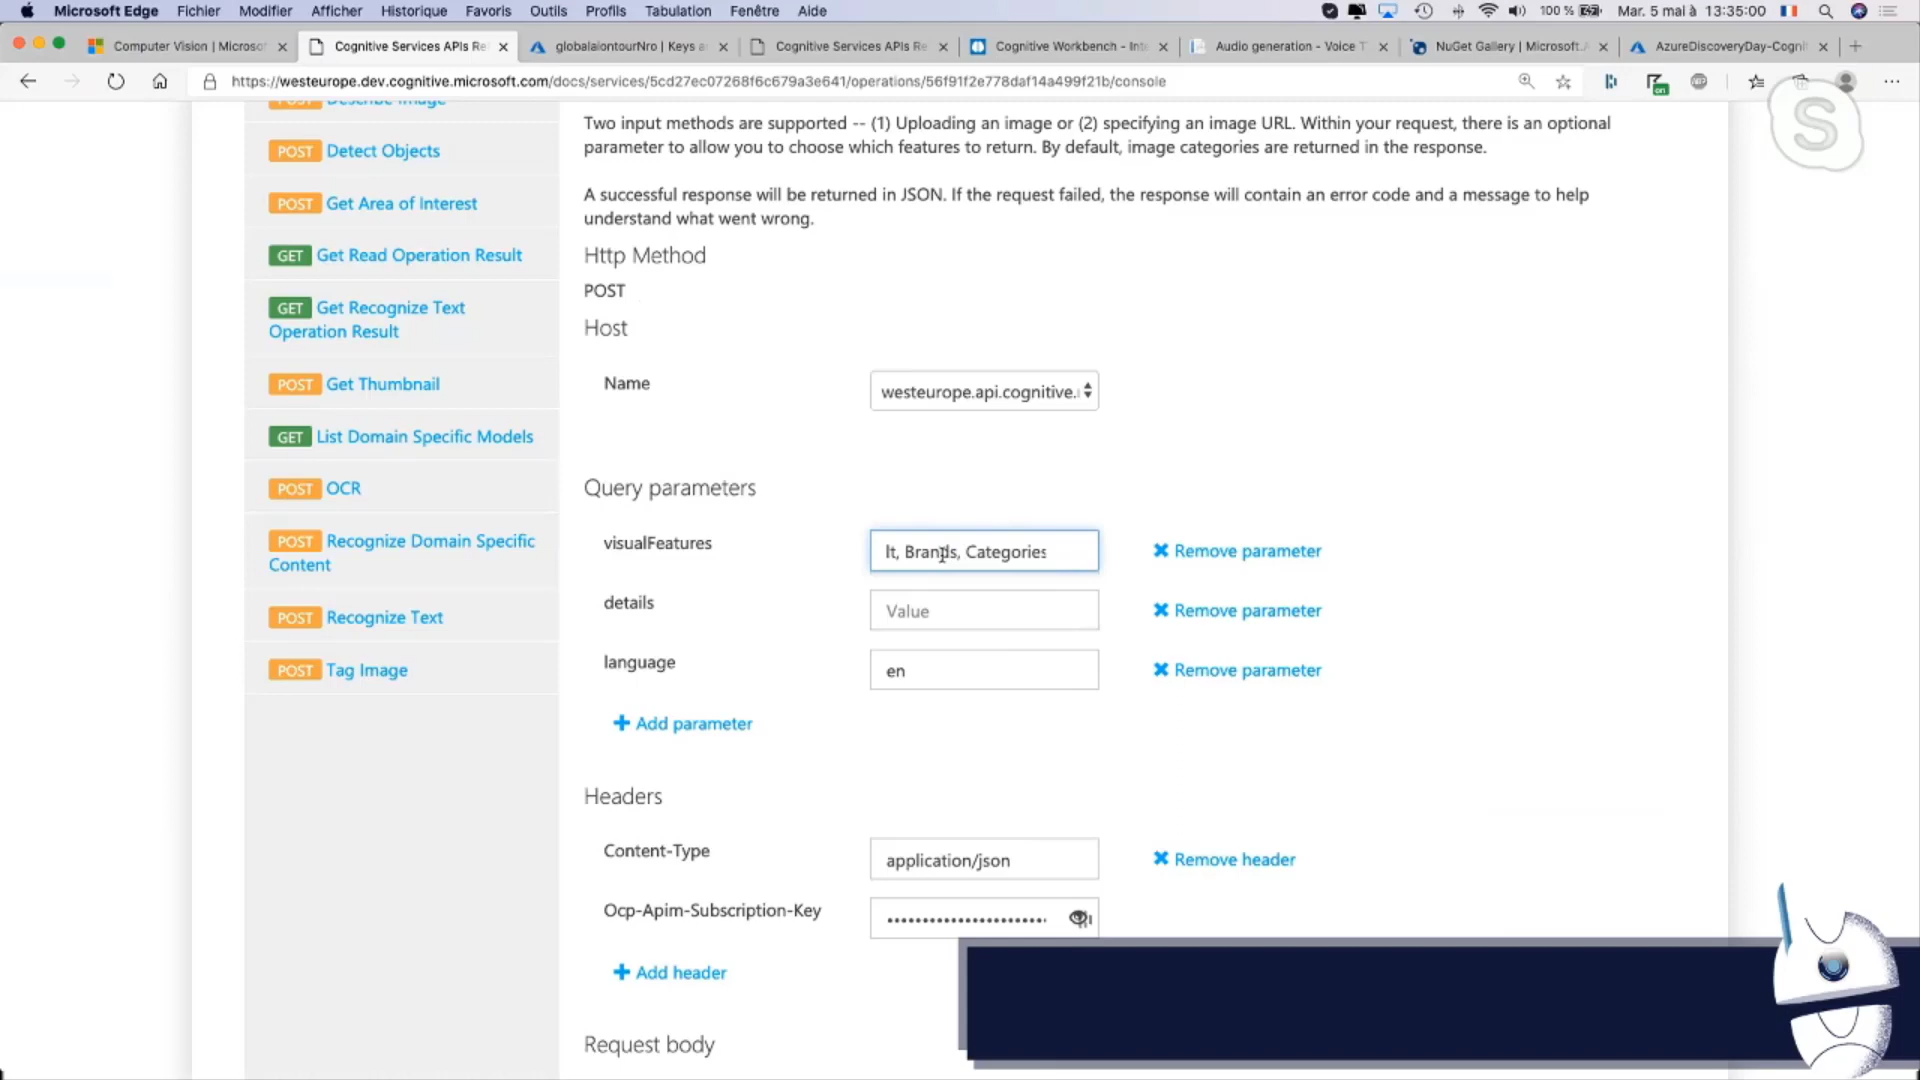 Microsoft Edge Fichier Modifier Afficher Historique Favoris Outils Profils Tabulation Fenêtre Aide 100 % Mar. 5 mai à 13:35:00
Computer Vision | Microsof
Cognitive Services APIs Re
globalaiontourNro | Keys a
Cognitive Services APIs Re
Cognitive Workbench - Int
Audio generation - Voice T
NuGet Gallery | Microsoft.
AzureDiscoveryDay-Cogni
https://westeurope.dev.cognitive.microsoft.com/docs/services/5cd27ec07268f6c679a3e641/operations/56f91f2e778daf14a499f21b/console
on
S
POST Describe Image
POST Detect Objects
POST Get Area of Interest
GET Get Read Operation Result
GET Get Recognize Text
Operation Result
POST Get Thumbnail
GET List Domain Specific Models
POST OCR
POST Recognize Domain Specific
Content
POST Recognize Text
POST Tag Image
Two input methods are supported -- (1) Uploading an image or (2) specifying an image URL. Within your request, there is an optional
parameter to allow you to choose which features to return. By default, image categories are returned in the response.
A successful response will be returned in JSON. If the request failed, the response will contain an error code and a message to help
understand what went wrong.
Http Method
POST
Host
Name westeurope.api.cognitive.
Query parameters
visualFeatures lt, Brands, Categories Remove parameter
details Value Remove parameter
language en Remove parameter
Add parameter
Headers
Content-Type application/json Remove header
Ocp-Apim-Subscription-Key
Add header
Request body